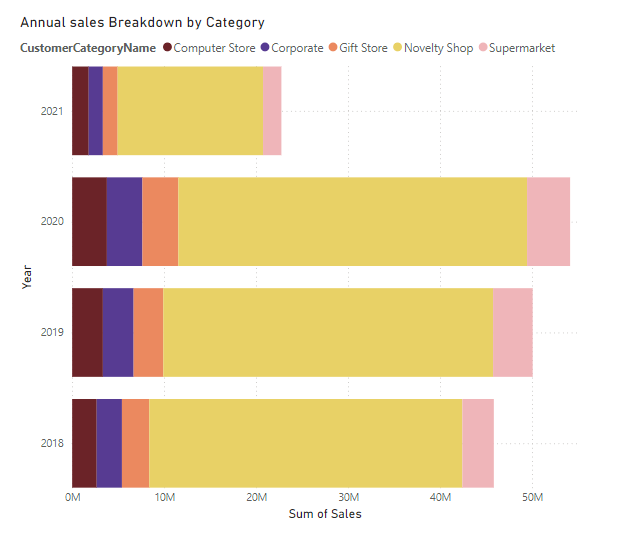 Annual sales Breakdown by Category
CustomerCategoryName Computer Store Corporate Gift Store Novelty Shop Supermarket
2021
2020
2019
2018
Year
0M 10M 20M 30M 40M 50M
Sum of Sales